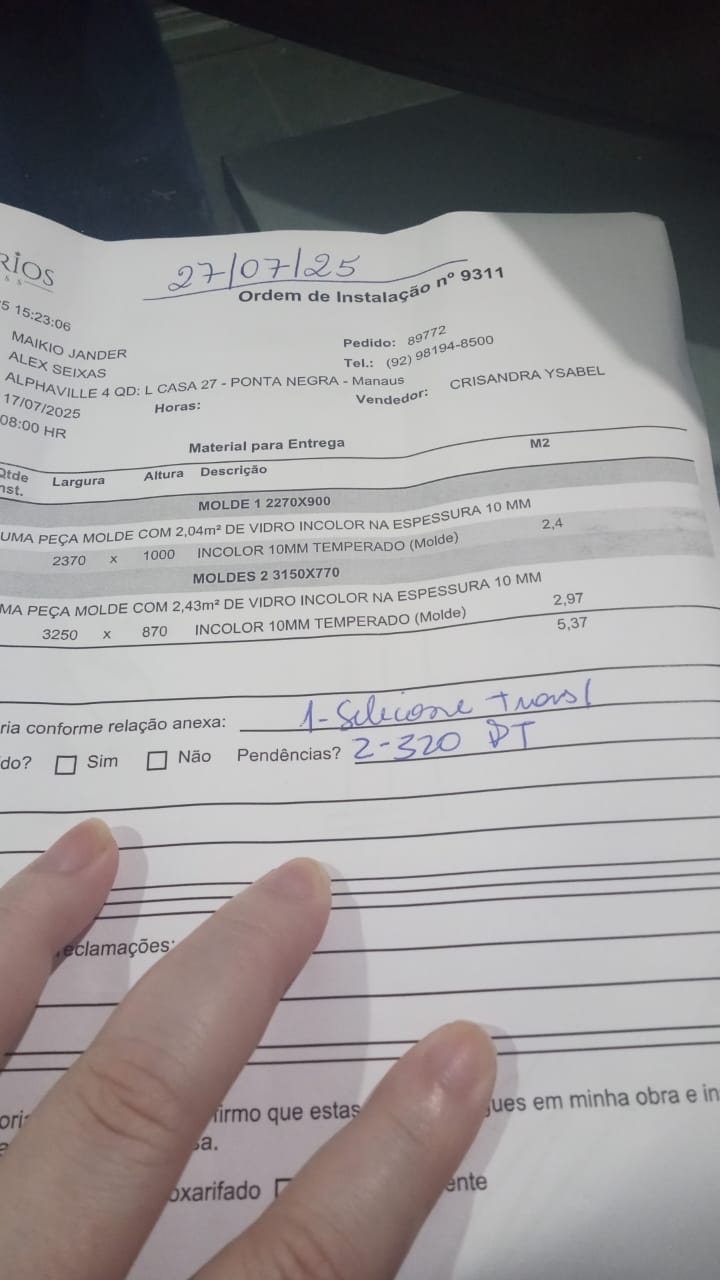 RIOS
27/07/25
Ordem de Instalação nº 9311
5 15:23:06
MAIKIO JANDER
Pedido: 89772
ALEX SEIXAS
Tel.: (92) 98194-8500
ALPHAVILLE 4 QD: L CASA 27 - PONTA NEGRA - Manaus
17/07/2025 Horas: Vendedor: CRISANDRA YSABEL
08:00 HR
Material para Entrega M2
Qtde
nst. Largura Altura Descrição
MOLDE 1 2270X900
UMA PEÇA MOLDE COM 2,04m² DE VIDRO INCOLOR NA ESPESSURA 10 MM
2370 x 1000 INCOLOR 10MM TEMPERADO (Molde) 2,4
MOLDES 2 3150X770
MA PEÇA MOLDE COM 2,43m² DE VIDRO INCOLOR NA ESPESSURA 10 MM
3250 x 870 INCOLOR 10MM TEMPERADO (Molde) 2,97
5,37
ria conforme relação anexa: 1-Selicone transl
do? Sim Não Pendências? 2-320 PT
eclamações:
firmo que estas gues em minha obra e in
sa.
oxarifado ente